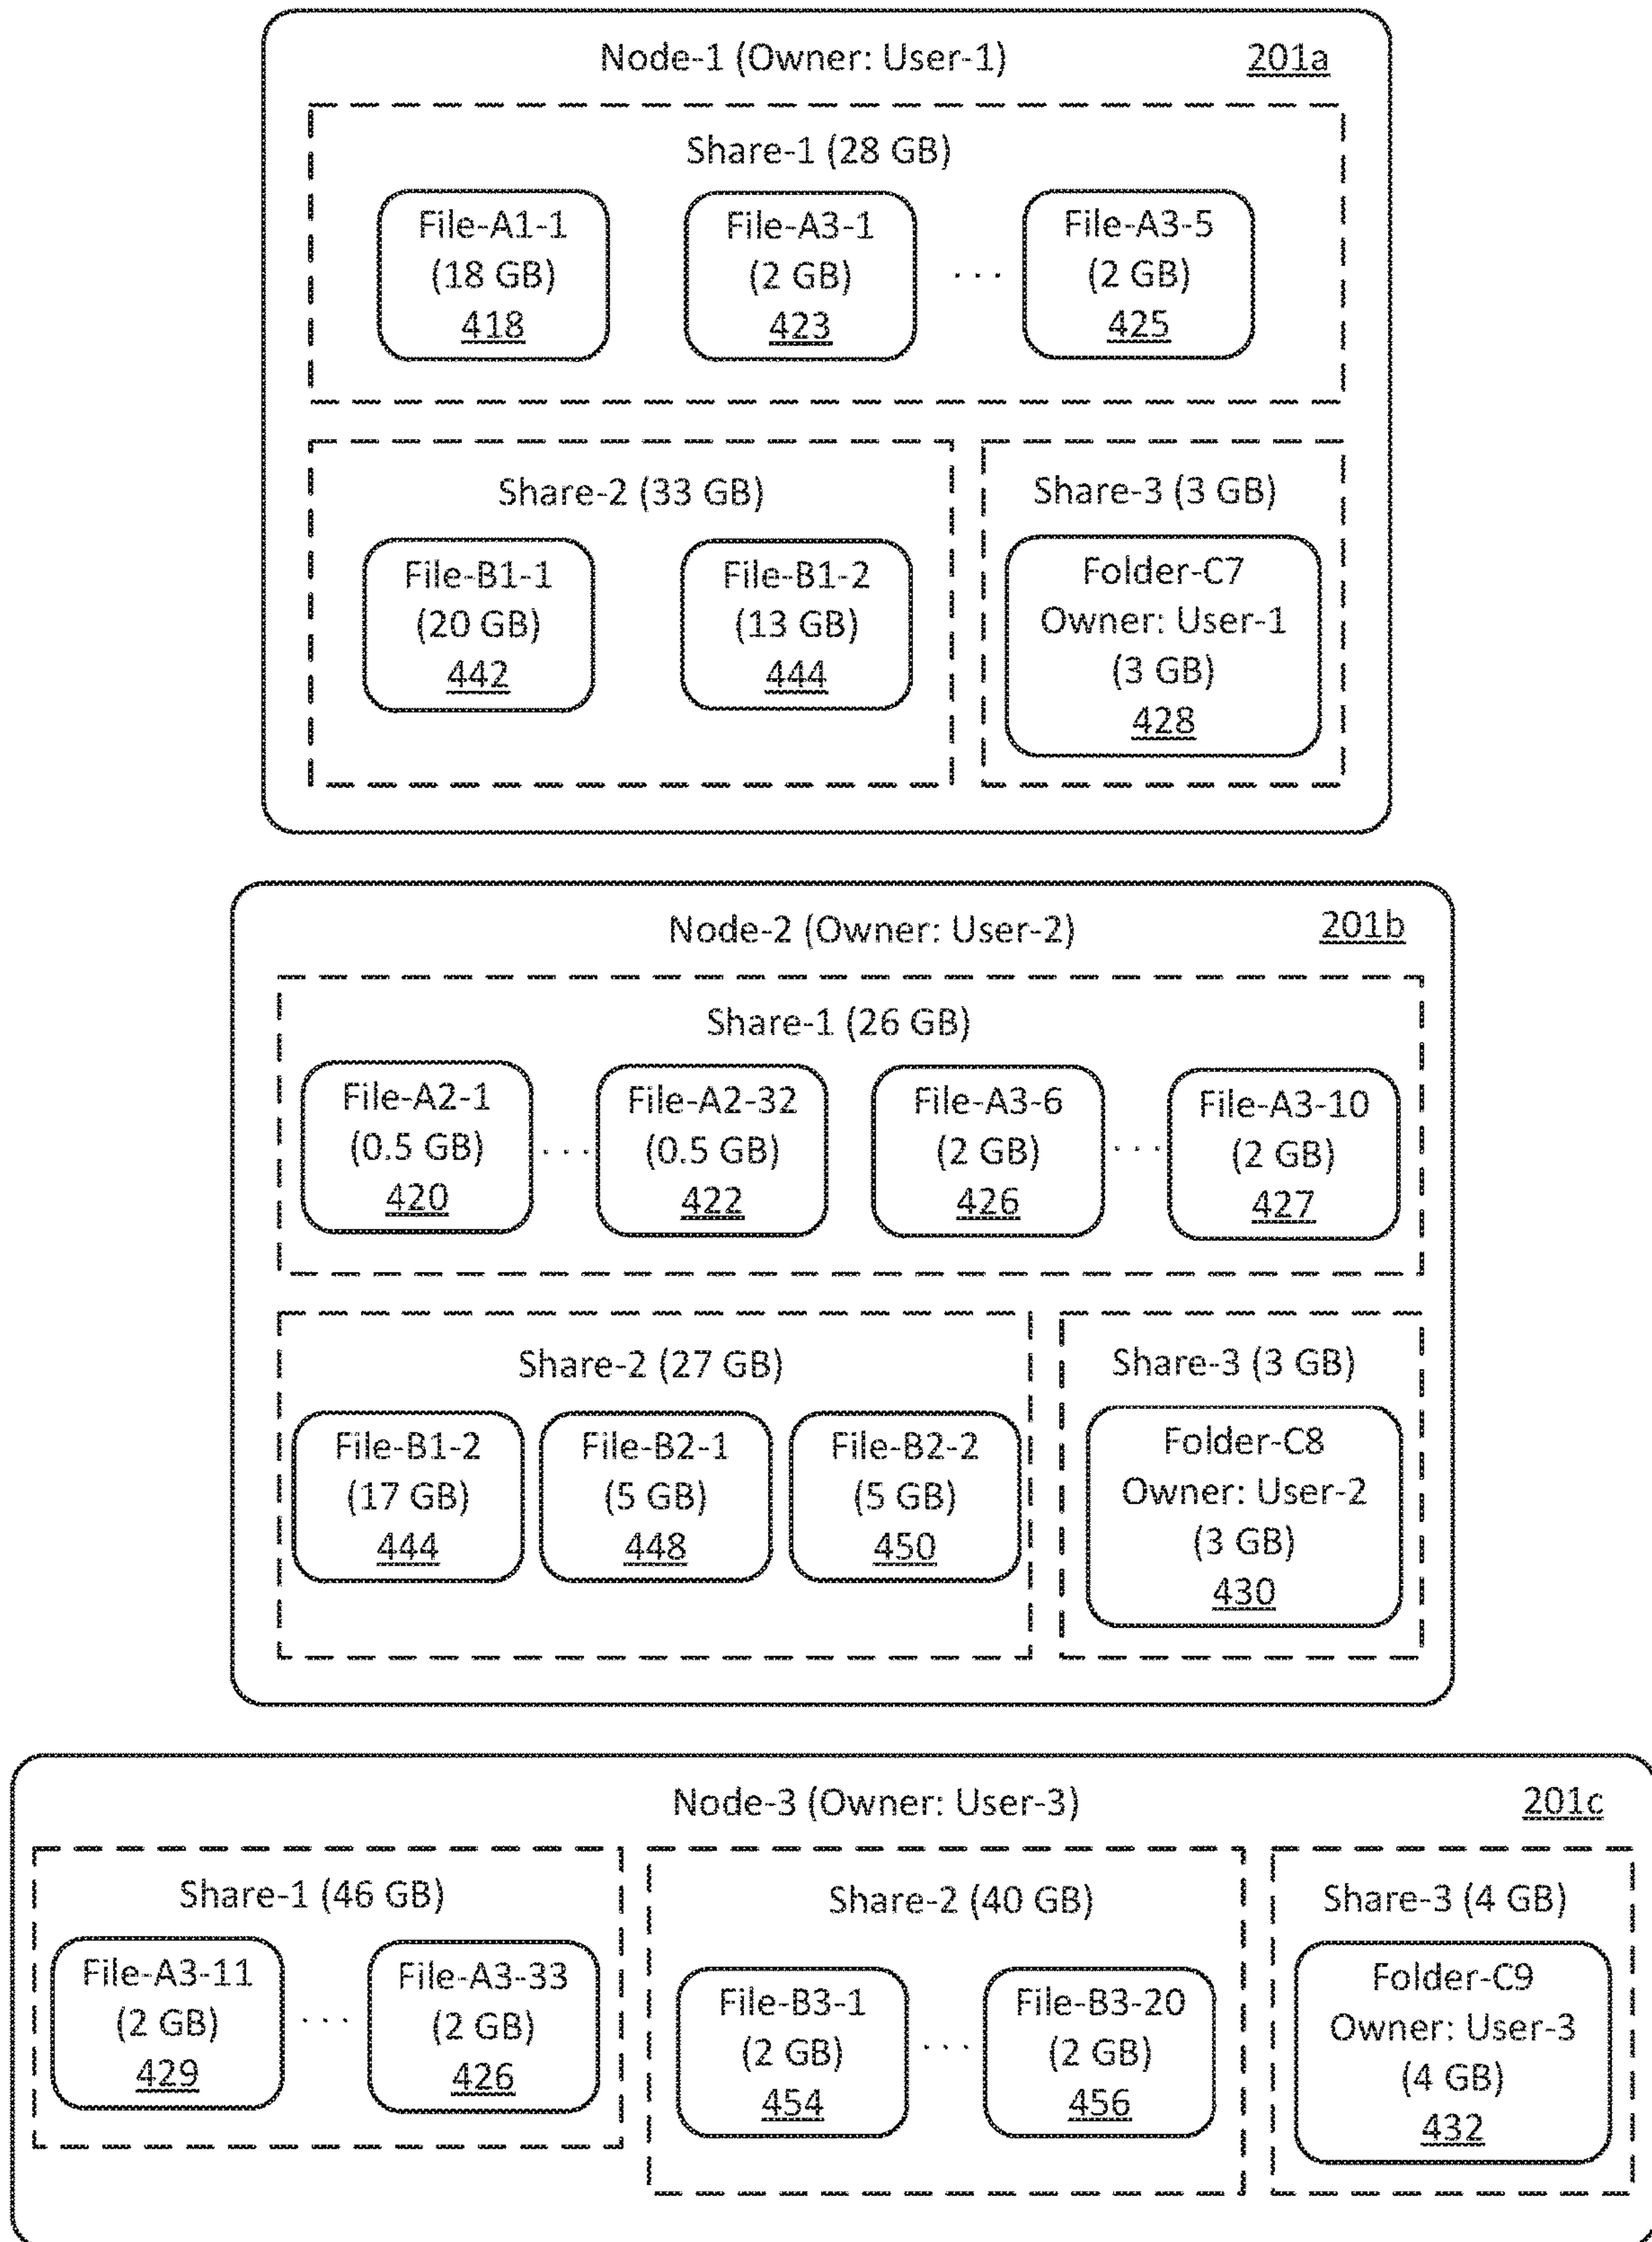 Node-1 (Owner: User-1) 201a
Share-1 (28 GB)
File-A1-1
(18 GB)
418
File-A3-1
(2 GB)
423
. . .
File-A3-5
(2 GB)
425
Share-2 (33 GB)
File-B1-1
(20 GB)
442
File-B1-2
(13 GB)
444
Share-3 (3 GB)
Folder-C7
Owner: User-1
(3 GB)
428
Node-2 (Owner: User-2) 201b
Share-1 (26 GB)
File-A2-1
(0.5 GB)
420
. . .
File-A2-32
(0.5 GB)
422
File-A3-6
(2 GB)
426
. . .
File-A3-10
(2 GB)
427
Share-2 (27 GB)
File-B1-2
(17 GB)
444
File-B2-1
(5 GB)
448
File-B2-2
(5 GB)
450
Share-3 (3 GB)
Folder-C8
Owner: User-2
(3 GB)
430
Node-3 (Owner: User-3) 201c
Share-1 (46 GB)
File-A3-11
(2 GB)
429
. . .
File-A3-33
(2 GB)
426
Share-2 (40 GB)
File-B3-1
(2 GB)
454
. . .
File-B3-20
(2 GB)
456
Share-3 (4 GB)
Folder-C9
Owner: User-3
(4 GB)
432